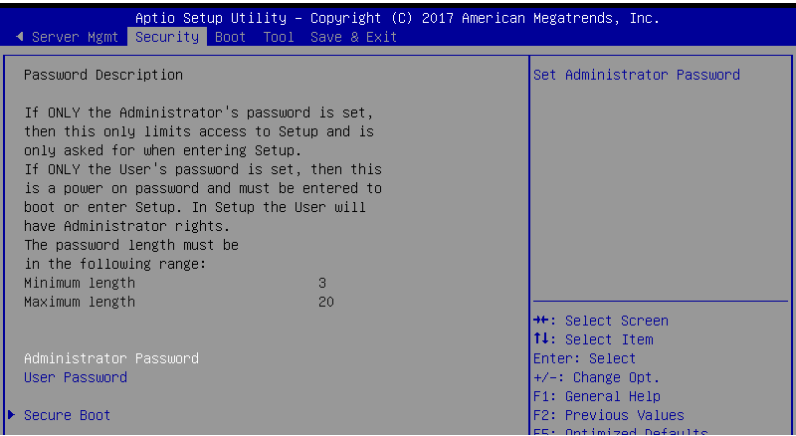 Aptio Setup Utility – Copyright (C) 2017 American Megatrends, Inc.
Server Mgmt Security Boot Tool Save & Exit
Password Description
If ONLY the Administrator's password is set,
then this only limits access to Setup and is
only asked for when entering Setup.
If ONLY the User's password is set, then this
is a power on password and must be entered to
boot or enter Setup. In Setup the User will
have Administrator rights.
The password length must be
in the following range:
Minimum length 3
Maximum length 20
Administrator Password
User Password
Secure Boot
Set Administrator Password
→←: Select Screen
↑↓: Select Item
Enter: Select
+/-: Change Opt.
F1: General Help
F2: Previous Values
F5: Optimized Defaults